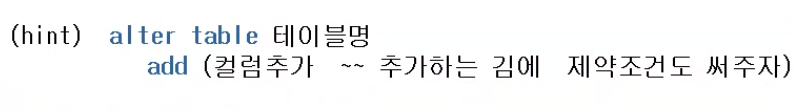 (hint) alter table 테이블명
add (컬럼추가 ~~ 추가하는 김에 제약조건도 써주자)